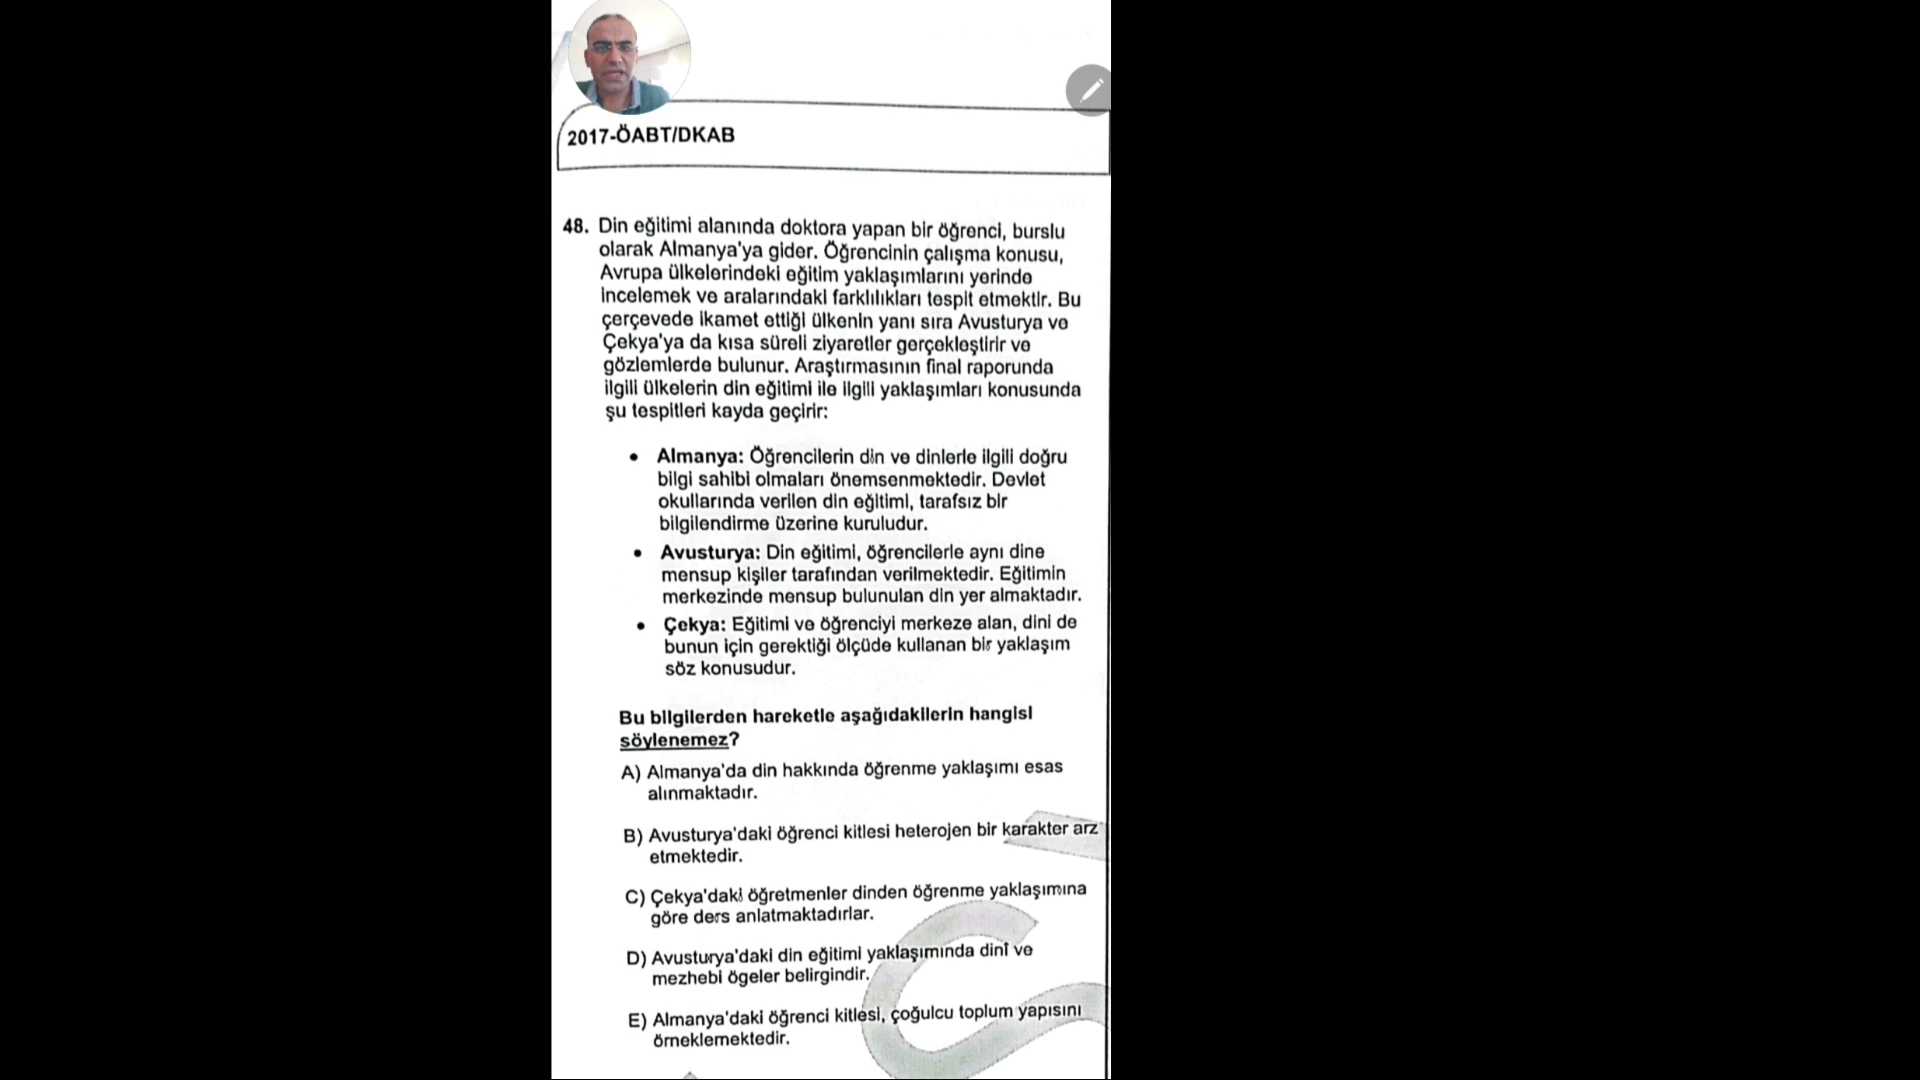 2017-ÖABT/DKAB
48. Din eğitimi alanında doktora yapan bir öğrenci, burslu
olarak Almanya'ya gider. Öğrencinin çalışma konusu,
Avrupa ülkelerindeki eğitim yaklaşımlarını yerinde
incelemek ve aralarındaki farklılıkları tespit etmektir. Bu
çerçevede ikamet ettiği ülkenin yanı sıra Avusturya ve
Çekya'ya da kısa süreli ziyaretler gerçekleştirir ve
gözlemlerde bulunur. Araştırmasının final raporunda
ilgili ülkelerin din eğitimi ile ilgili yaklaşımları konusunda
şu tespitleri kayda geçirir:
• Almanya: Öğrencilerin din ve dinlerle ilgili doğru
bilgi sahibi olmaları önemsenmektedir. Devlet
okullarında verilen din eğitimi, tarafsız bir
bilgilendirme üzerine kuruludur.
• Avusturya: Din eğitimi, öğrencilerle aynı dine
mensup kişiler tarafından verilmektedir. Eğitimin
merkezinde mensup bulunulan din yer almaktadır.
• Çekya: Eğitimi ve öğrenciyi merkeze alan, dini de
bunun için gerektiği ölçüde kullanan bir yaklaşım
söz konusudur.
Bu bilgilerden hareketle aşağıdakilerin hangisi
söylenemez?
A) Almanya'da din hakkında öğrenme yaklaşımı esas
alınmaktadır.
B) Avusturya'daki öğrenci kitlesi heterojen bir karakter arz
etmektedir.
C) Çekya'daki öğretmenler dinden öğrenme yaklaşımına
göre ders anlatmaktadırlar.
D) Avusturya'daki din eğitimi yaklaşımında dinî ve
mezhebi ögeler belirgindir.
E) Almanya'daki öğrenci kitlesi, çoğulcu toplum yapısını
örneklemektedir.